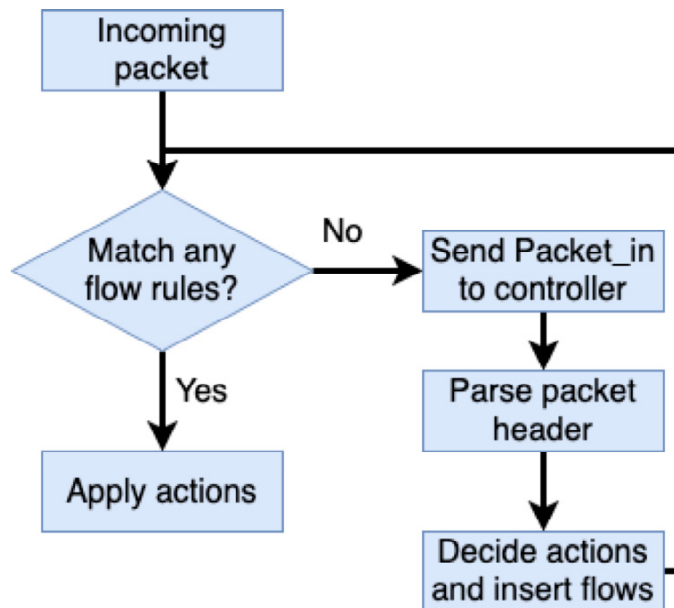 Incoming
packet
Match any
flow rules?
No
Send Packet_in
to controller
Yes
Parse packet
header
Apply actions
Decide actions
and insert flows